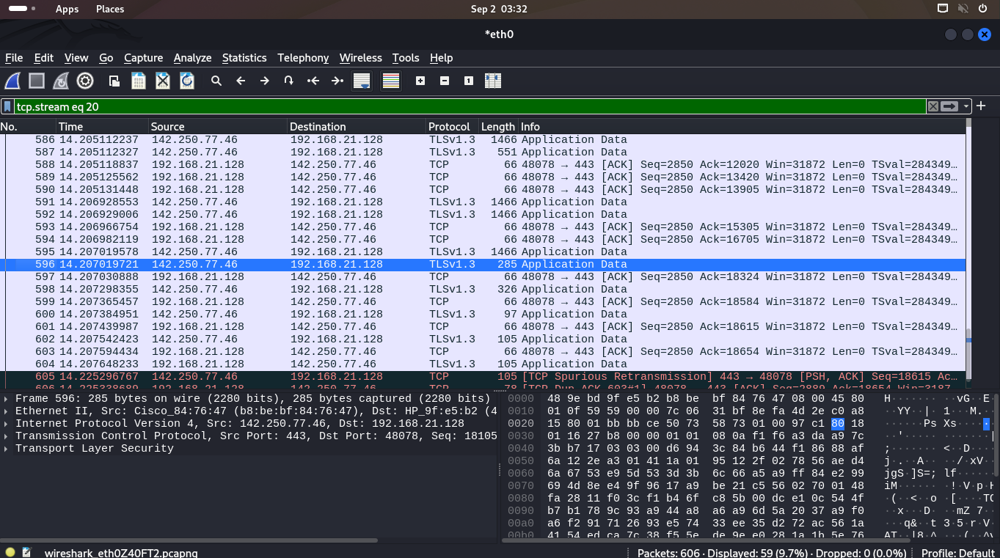 Apps Places Sep 2 03:32
*eth0
File Edit View Go Capture Analyze Statistics Telephony Wireless Tools Help
tcp.stream eq 20
No. Time Source Destination Protocol Length Info
586 14.205112237 142.250.77.46 192.168.21.128 TLSv1.3 1466 Application Data
587 14.205112327 142.250.77.46 192.168.21.128 TLSv1.3 551 Application Data
588 14.205118837 192.168.21.128 142.250.77.46 TCP 66 48078 → 443 [ACK] Seq=2850 Ack=12020 Win=31872 Len=0 TSval=284349…
589 14.205125562 192.168.21.128 142.250.77.46 TCP 66 48078 → 443 [ACK] Seq=2850 Ack=13420 Win=31872 Len=0 TSval=284349…
590 14.205131448 192.168.21.128 142.250.77.46 TCP 66 48078 → 443 [ACK] Seq=2850 Ack=13905 Win=31872 Len=0 TSval=284349…
591 14.206928553 142.250.77.46 192.168.21.128 TLSv1.3 1466 Application Data
592 14.206929006 142.250.77.46 192.168.21.128 TLSv1.3 1466 Application Data
593 14.206966754 192.168.21.128 142.250.77.46 TCP 66 48078 → 443 [ACK] Seq=2850 Ack=15305 Win=31872 Len=0 TSval=284349…
594 14.206982119 192.168.21.128 142.250.77.46 TCP 66 48078 → 443 [ACK] Seq=2850 Ack=16705 Win=31872 Len=0 TSval=284349…
595 14.207019578 142.250.77.46 192.168.21.128 TLSv1.3 1466 Application Data
596 14.207019721 142.250.77.46 192.168.21.128 TLSv1.3 285 Application Data
597 14.207030888 192.168.21.128 142.250.77.46 TCP 66 48078 → 443 [ACK] Seq=2850 Ack=18324 Win=31872 Len=0 TSval=284349…
598 14.207298355 142.250.77.46 192.168.21.128 TLSv1.3 326 Application Data
599 14.207365457 192.168.21.128 142.250.77.46 TCP 66 48078 → 443 [ACK] Seq=2850 Ack=18584 Win=31872 Len=0 TSval=284349…
600 14.207384951 142.250.77.46 192.168.21.128 TLSv1.3 97 Application Data
601 14.207439987 192.168.21.128 142.250.77.46 TCP 66 48078 → 443 [ACK] Seq=2850 Ack=18615 Win=31872 Len=0 TSval=284349…
602 14.207542423 142.250.77.46 192.168.21.128 TLSv1.3 105 Application Data
603 14.207594434 192.168.21.128 142.250.77.46 TCP 66 48078 → 443 [ACK] Seq=2850 Ack=18654 Win=31872 Len=0 TSval=284349…
604 14.207648233 192.168.21.128 142.250.77.46 TLSv1.3 105 Application Data
605 14.225296767 142.250.77.46 192.168.21.128 TCP 105 [TCP Spurious Retransmission] 443 → 48078 [PSH, ACK] Seq=18615 Ac…
606 14.225338689 192.168.21.128 142.250.77.46 TCP 78 [TCP Dup ACK 603#1] 48078 → 443 [ACK] Seq=2889 Ack=18654 Win=3187…
Frame 596: 285 bytes on wire (2280 bits), 285 bytes captured (2280 bits)
Ethernet II, Src: Cisco_84:76:47 (b8:be:bf:84:76:47), Dst: HP_9f:e5:b2 (4
Internet Protocol Version 4, Src: 142.250.77.46, Dst: 192.168.21.128
Transmission Control Protocol, Src Port: 443, Dst Port: 48078, Seq: 18105
Transport Layer Security
0000 48 9e bd 9f e5 b2 b8 be bf 84 76 47 08 00 45 80 H·······  ··vG··E·
0010 01 0f 59 59 00 00 7c 06 31 bf 8e fa 4d 2e c0 a8 ··YY··|· 1···M.··
0020 15 80 01 bb bb ce 50 73 58 73 01 00 97 c1 80 18 ······Ps Xs······
0030 01 16 27 b8 00 00 01 01 08 0a f1 f6 a3 da a9 7c ··'····· ·······|
0040 3b b7 17 03 03 00 d6 94 3c 84 b6 44 f1 86 88 af ;······· <··D····
0050 6a 12 2e a3 01 41 1a 01 95 12 2f 02 78 56 ae d4 j·.··A·· ··/·xV··
0060 6a 67 53 e9 5d 53 3d 3b 6c 66 a5 a9 ff 84 e2 99 jgS·]S=; lf······
0070 69 4d 8e e4 9f 96 17 a9 be 21 c5 56 02 70 01 48 iM······ ·!·V·p·H
0080 fa 28 11 f0 3c f1 b4 6f c8 5b 00 dc e1 0c 54 4f ·(··<··o ·[····TO
0090 b7 b1 78 9c 93 a9 44 a8 a6 a9 6d 5a 20 37 a9 f0 ··x···D· ··mZ 7··
00a0 a6 f2 91 71 26 93 e5 74 33 ee 35 d2 72 ac 56 1a ···q&··t 3·5·r·V·
00b0 41 54 ed ca 7c 38 f5 5e de 9e e0 28 1a 1b 5e 76 AT··|8·^ ···(··^v
wireshark_eth0Z40FT2.pcapng Packets: 606 · Displayed: 59 (9.7%) · Dropped: 0 (0.0%) Profile: Default